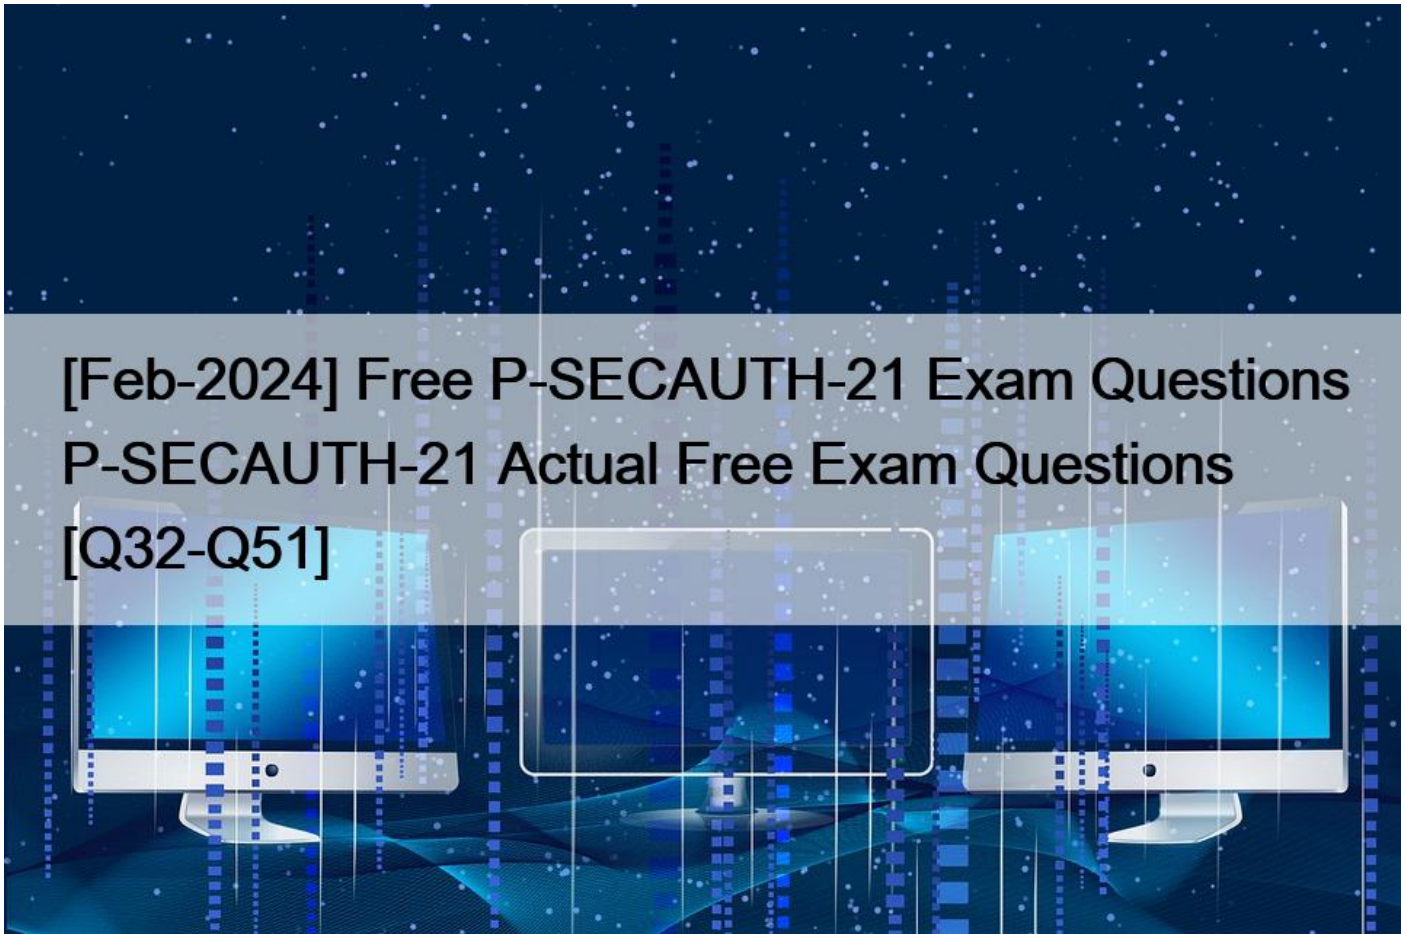 [Feb-2024] Free P-SECAUTH-21 Exam Questions
P-SECAUTH-21 Actual Free Exam Questions
[Q32-Q51]